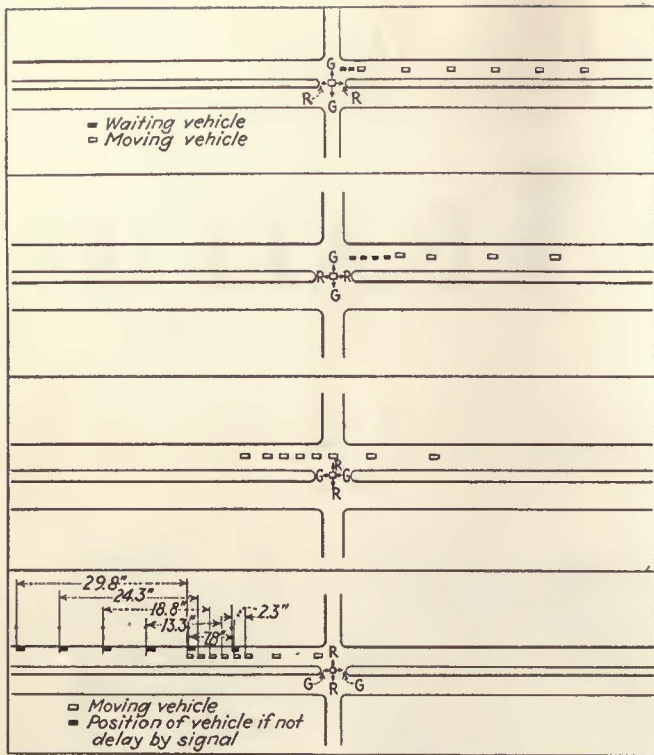 G
R R
G
Waiting vehicle
Moving vehicle
G
R R
G
R
G G
R
29.8"
24.3"
18.8"
2.3"
13.3"
7.8"
R
G G
R
Moving vehicle
Position of vehicle if not
delay by signal